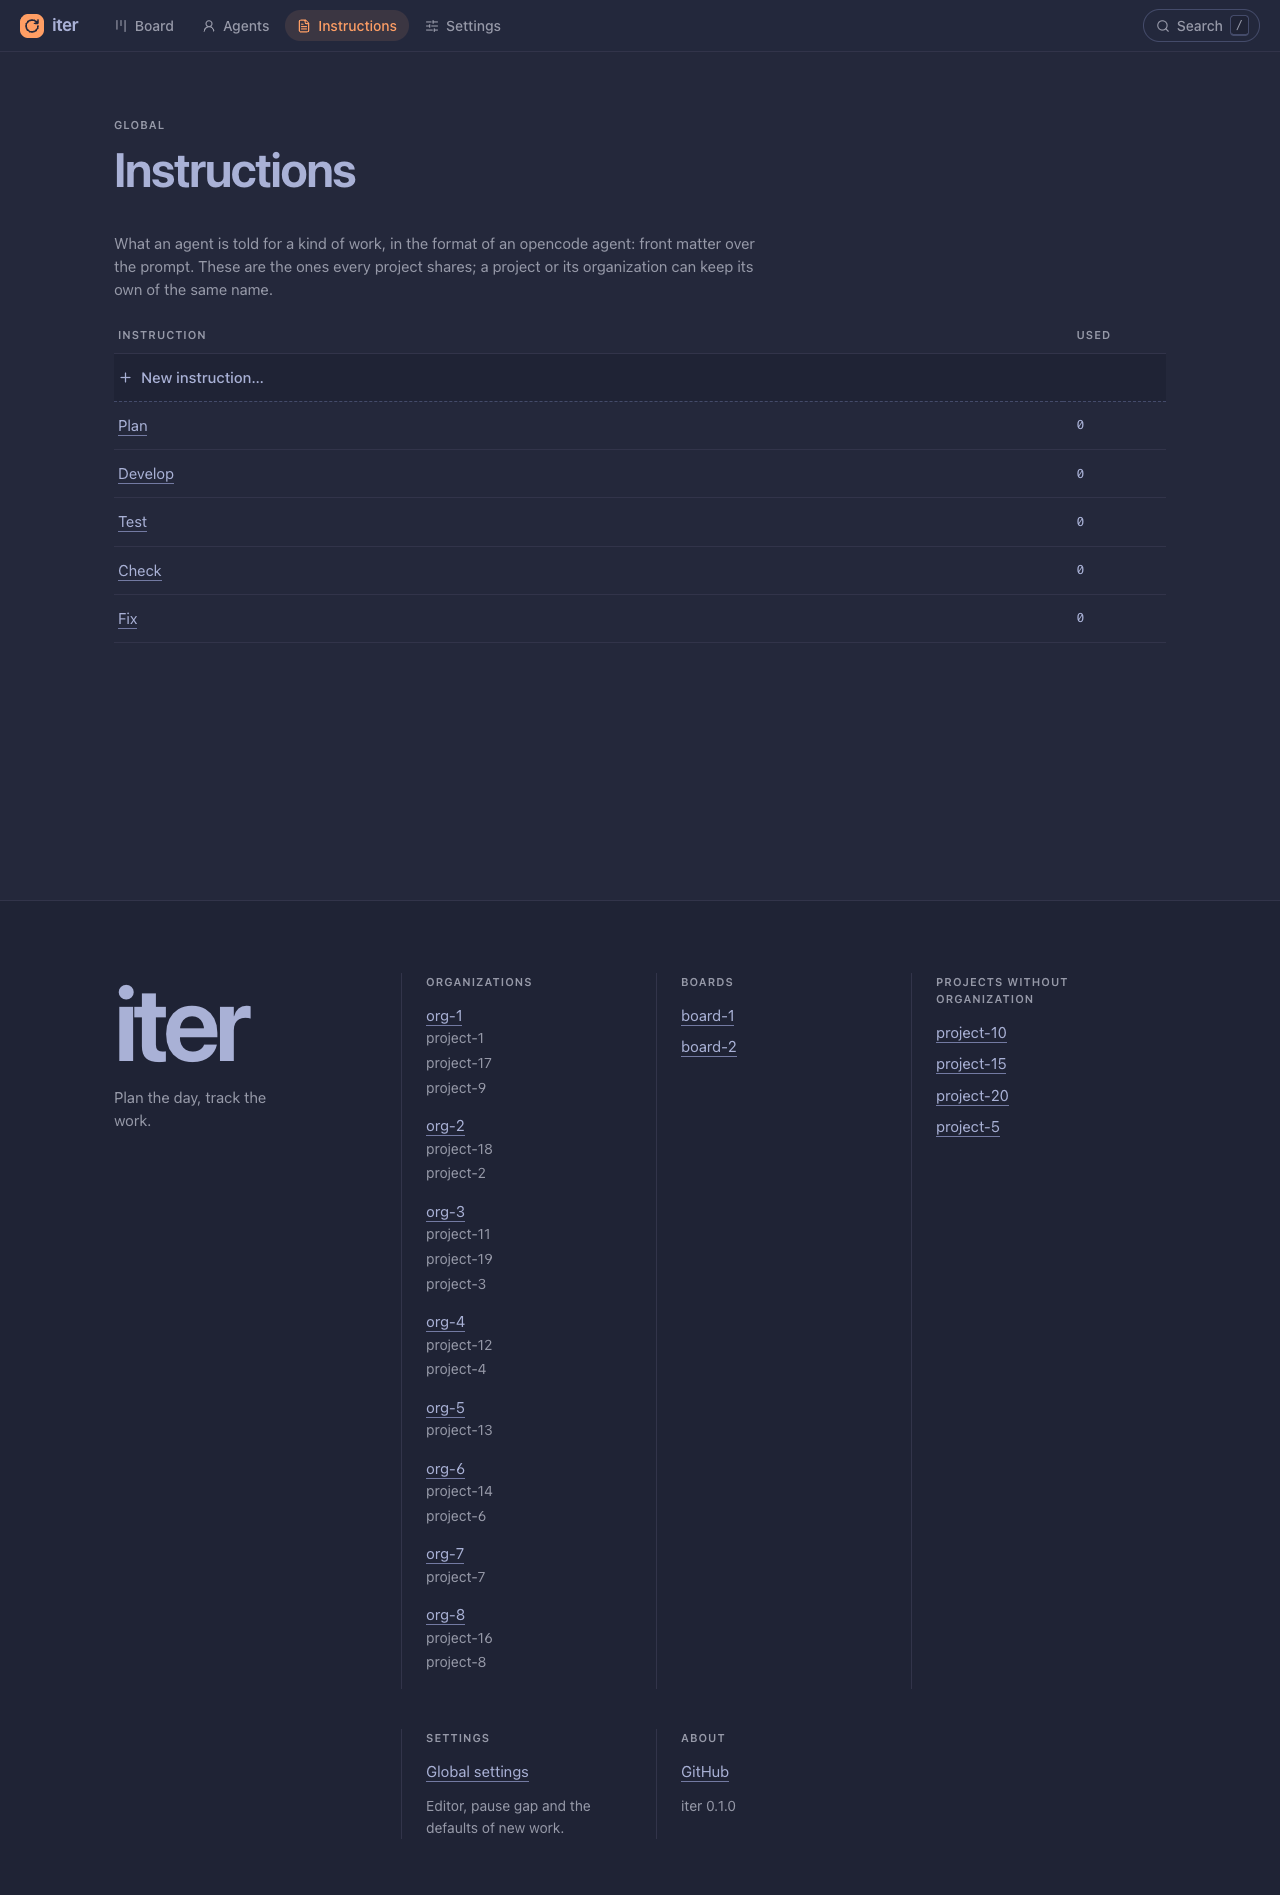 iter
Board
Agents
Instructions
Settings
Search /
GLOBAL
Instructions
What an agent is told for a kind of work, in the format of an opencode agent: front matter over
the prompt. These are the ones every project shares; a project or its organization can keep its
own of the same name.
INSTRUCTION USED
+ New instruction...
Plan 0
Develop 0
Test 0
Check 0
Fix 0
iter
Plan the day, track the
work.
ORGANIZATIONS
org-1
project-1
project-17
project-9
org-2
project-18
project-2
org-3
project-11
project-19
project-3
org-4
project-12
project-4
org-5
project-13
org-6
project-14
project-6
org-7
project-7
org-8
project-16
project-8
BOARDS
board-1
board-2
PROJECTS WITHOUT
ORGANIZATION
project-10
project-15
project-20
project-5
SETTINGS
Global settings
Editor, pause gap and the
defaults of new work.
ABOUT
GitHub
iter 0.1.0